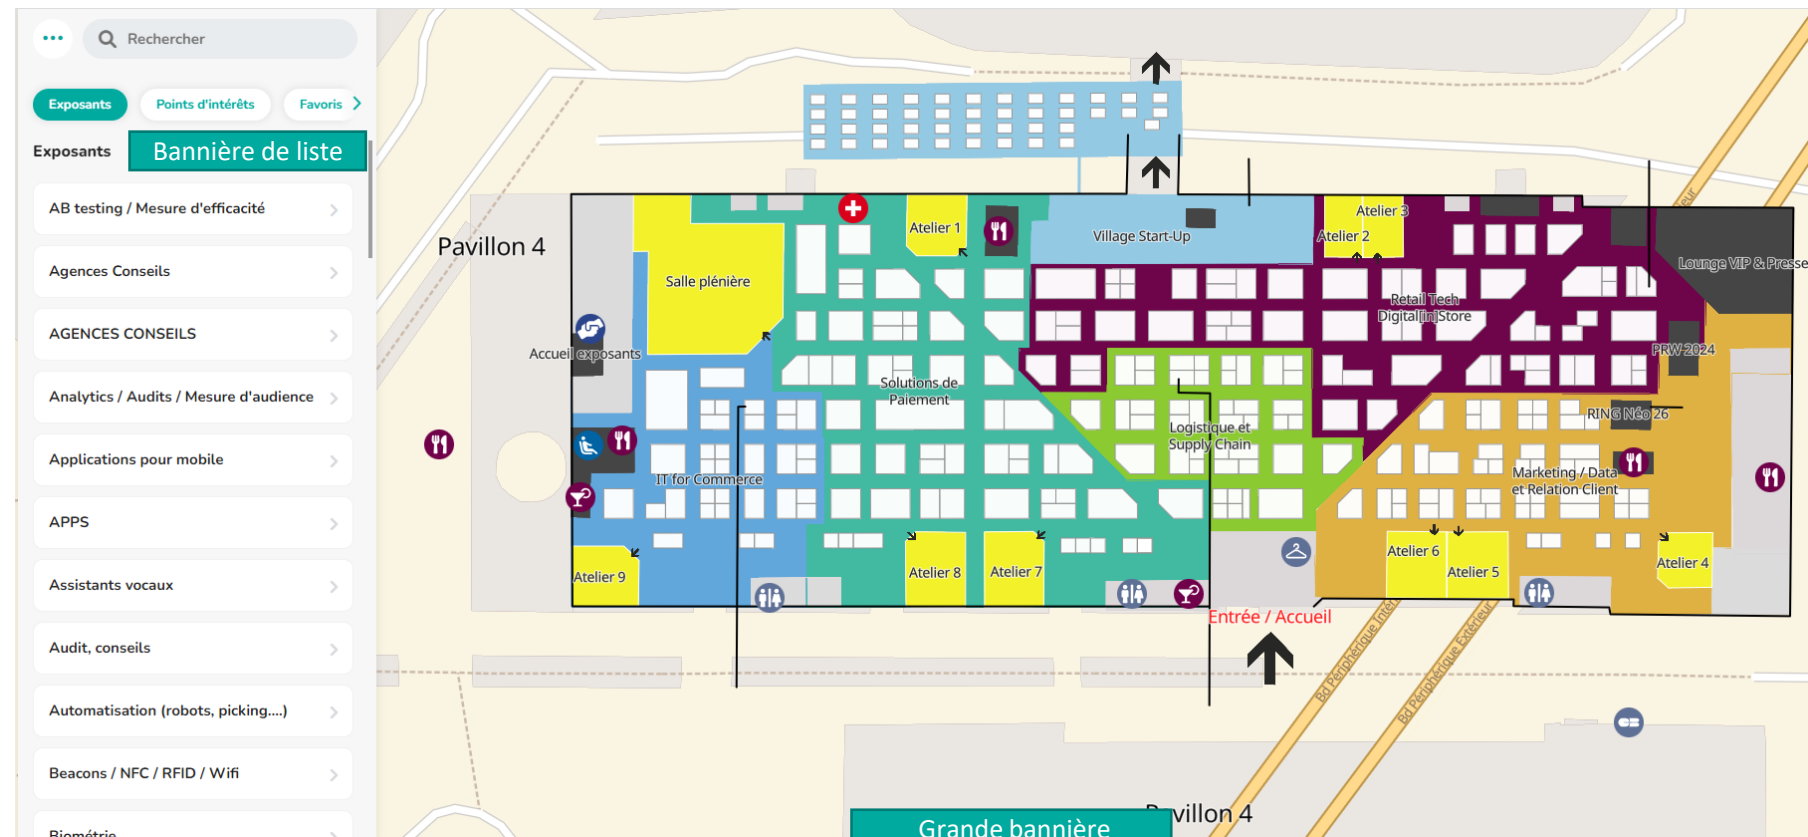 Rechercher
Exposants
Points d'intérêts
Favoris
Exposants
Bannière de liste
AB testing / Mesure d'efficacité
Agences Conseils
AGENCES CONSEILS
Analytics / Audits / Mesure d'audience
Applications pour mobile
APPS
Assistants vocaux
Audit, conseils
Automatisation (robots, picking....)
Beacons / NFC / RFID / Wifi
Biométrie
Pavillon 4
Salle plénière
Atelier 1
Village Start-Up
Atelier 3
Atelier 2
Lounge VIP & Presse
Retail Tech
Digital[in]Store
Accueil exposants
PRW 2024
Solutions de
Paiement
RING Néo 26
Logistique et
Supply Chain
IT for Commerce
Marketing / Data
et Relation Client
Atelier 9
Atelier 8
Atelier 7
Atelier 6
Atelier 5
Atelier 4
Entrée / Accueil
Bd Périphérique Intéri
Bd Périphérique Extérieur
Grande bannière